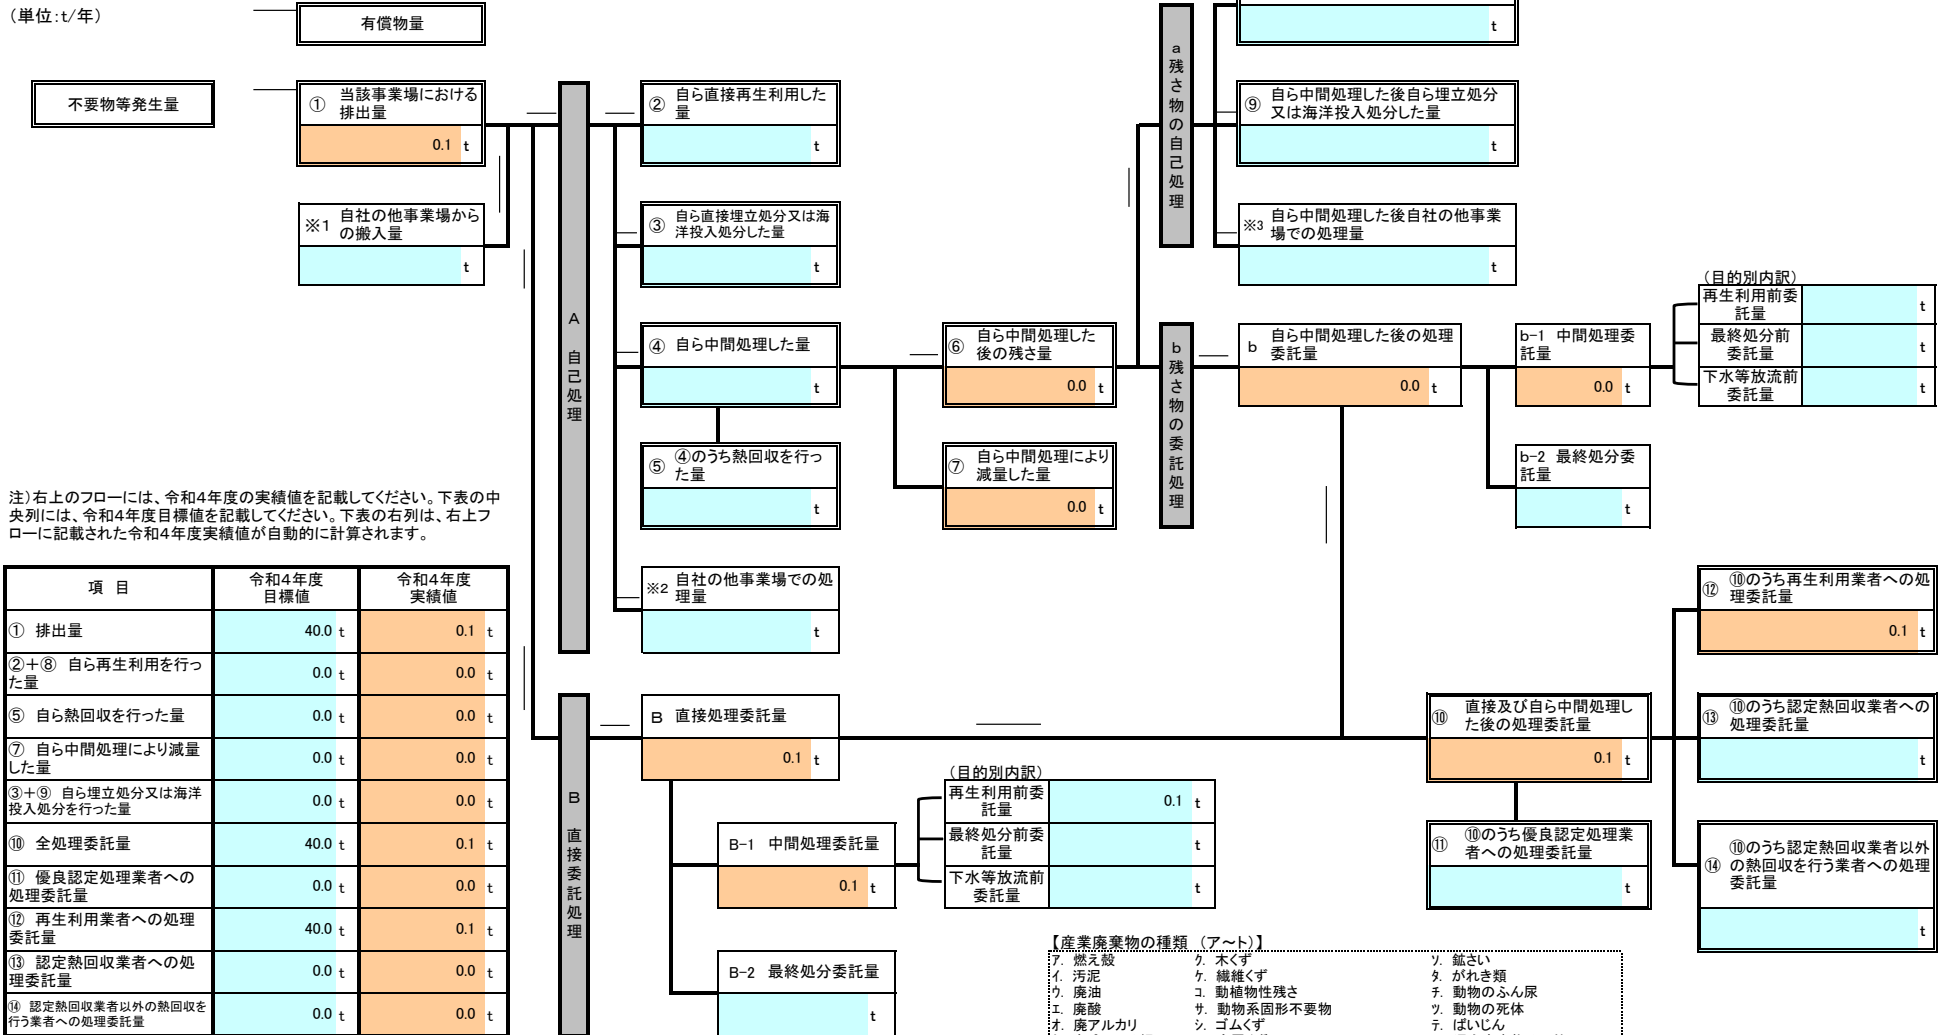 (単位:t/年)
有償物量
t
不要物等発生量
① 当該事業場における
排出量
0.1 t
※1 自社の他事業場から
の搬入量
t
A 自己処理
② 自ら直接再生利用した
量
t
③ 自ら直接埋立処分又は海
洋投入処分した量
t
④ 自ら中間処理した量
t
⑤ ④のうち熱回収を行っ
た量
t
※2 自社の他事業場での処
理量
t
⑥ 自ら中間処理した
後の残さ量
0.0 t
⑦ 自ら中間処理により
減量した量
0.0 t
a 残さ物の自己処理
⑨ 自ら中間処理した後自ら埋立処分
又は海洋投入処分した量
t
※3 自ら中間処理した後自社の他事業
場での処理量
t
b 残さ物の委託処理
b 自ら中間処理した後の処理
委託量
0.0 t
b-1 中間処理委
託量
0.0 t
b-2 最終処分委
託量
t
(目的別内訳)
再生利用前委
託量
t
最終処分前
委託量
t
下水等放流前
委託量
t
注)右上のフローには、令和4年度の実績値を記載してください。下表の中
央列には、令和4年度目標値を記載してください。下表の右列は、右上フ
ローに記載された令和4年度実績値が自動的に計算されます。
項 目 令和4年度
目標値 令和4年度
実績値
① 排出量 40.0 t 0.1 t
②+⑧ 自ら再生利用を行っ
た量 0.0 t 0.0 t
⑤ 自ら熱回収を行った量 0.0 t 0.0 t
⑦ 自ら中間処理により減量
した量 0.0 t 0.0 t
③+⑨ 自ら埋立処分又は海洋
投入処分を行った量 0.0 t 0.0 t
⑩ 全処理委託量 40.0 t 0.1 t
⑪ 優良認定処理業者への
処理委託量 0.0 t 0.0 t
⑫ 再生利用業者への処理
委託量 40.0 t 0.1 t
⑬ 認定熱回収業者への処
理委託量 0.0 t 0.0 t
⑭ 認定熱回収業者以外の熱回収を
行う業者への処理委託量 0.0 t 0.0 t
B 直接委託処理
B 直接処理委託量
0.1 t
B-1 中間処理委託量
0.1 t
B-2 最終処分委託量
t
(目的別内訳)
再生利用前委
託量
0.1 t
最終処分前委
託量
t
下水等放流前
委託量
t
⑩ 直接及び自ら中間処理し
た後の処理委託量
0.1 t
⑪ ⑩のうち優良認定処理業
者への処理委託量
t
⑫ ⑩のうち再生利用業者への処
理委託量
0.1 t
⑬ ⑩のうち認定熱回収業者への
処理委託量
t
⑭ ⑩のうち認定熱回収業者以外
の熱回収を行う業者への処理
委託量
t
【産業廃棄物の種類 (ア～ト)】
ア. 燃え殻 ク. 木くず ソ. 鉱さい
イ. 汚泥 ケ. 繊維くず タ. がれき類
ウ. 廃油 コ. 動植物性残さ チ. 動物のふん尿
エ. 廃酸 サ. 動物系固形不要物 ツ. 動物の死体
オ. 廃アルカリ シ. ゴムくず テ. ばいじん